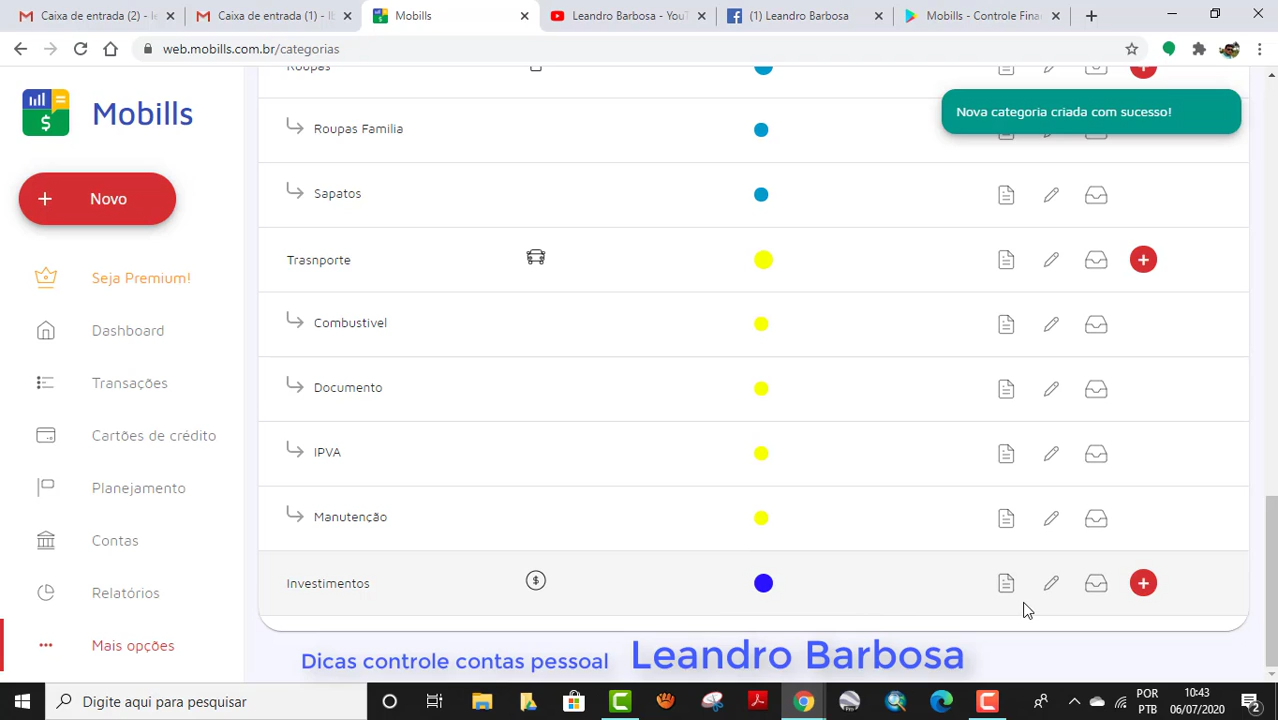 Caixa de entrada (2) - le
Caixa de entrada (1) - lb
Mobills
Leandro Barbosa - YouT
(1) Leandro Barbosa
Mobills - Controle Fina
web.mobills.com.br/categorias
Mobills
Novo
Seja Premium!
Dashboard
Transações
Cartões de crédito
Planejamento
Contas
Relatórios
Mais opções
Roupas
Nova categoria criada com sucesso!
Roupas Familia
Sapatos
Trasnporte
Combustivel
Documento
IPVA
Manutenção
Investimentos
Dicas controle contas pessoal Leandro Barbosa
Digite aqui para pesquisar
POR
PTB
10:43
06/07/2020
2